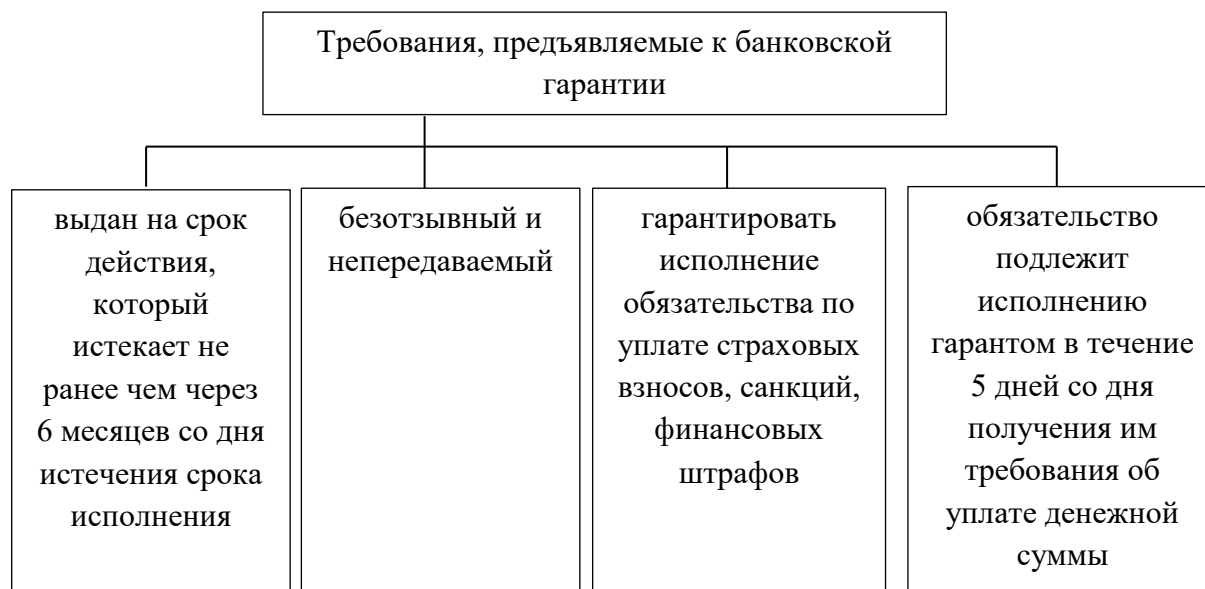 Требования, предъявляемые к банковской
гарантии
выдан на срок
действия,
который
истекает не
ранее чем через
6 месяцев со дня
истечения срока
исполнения
безотзывный и
непередаваемый
гарантировать
исполнение
обязательства по
уплате страховых
взносов, санкций,
финансовых
штрафов
обязательство
подлежит
исполнению
гарантом в течение
5 дней со дня
получения им
требования об
уплате денежной
суммы